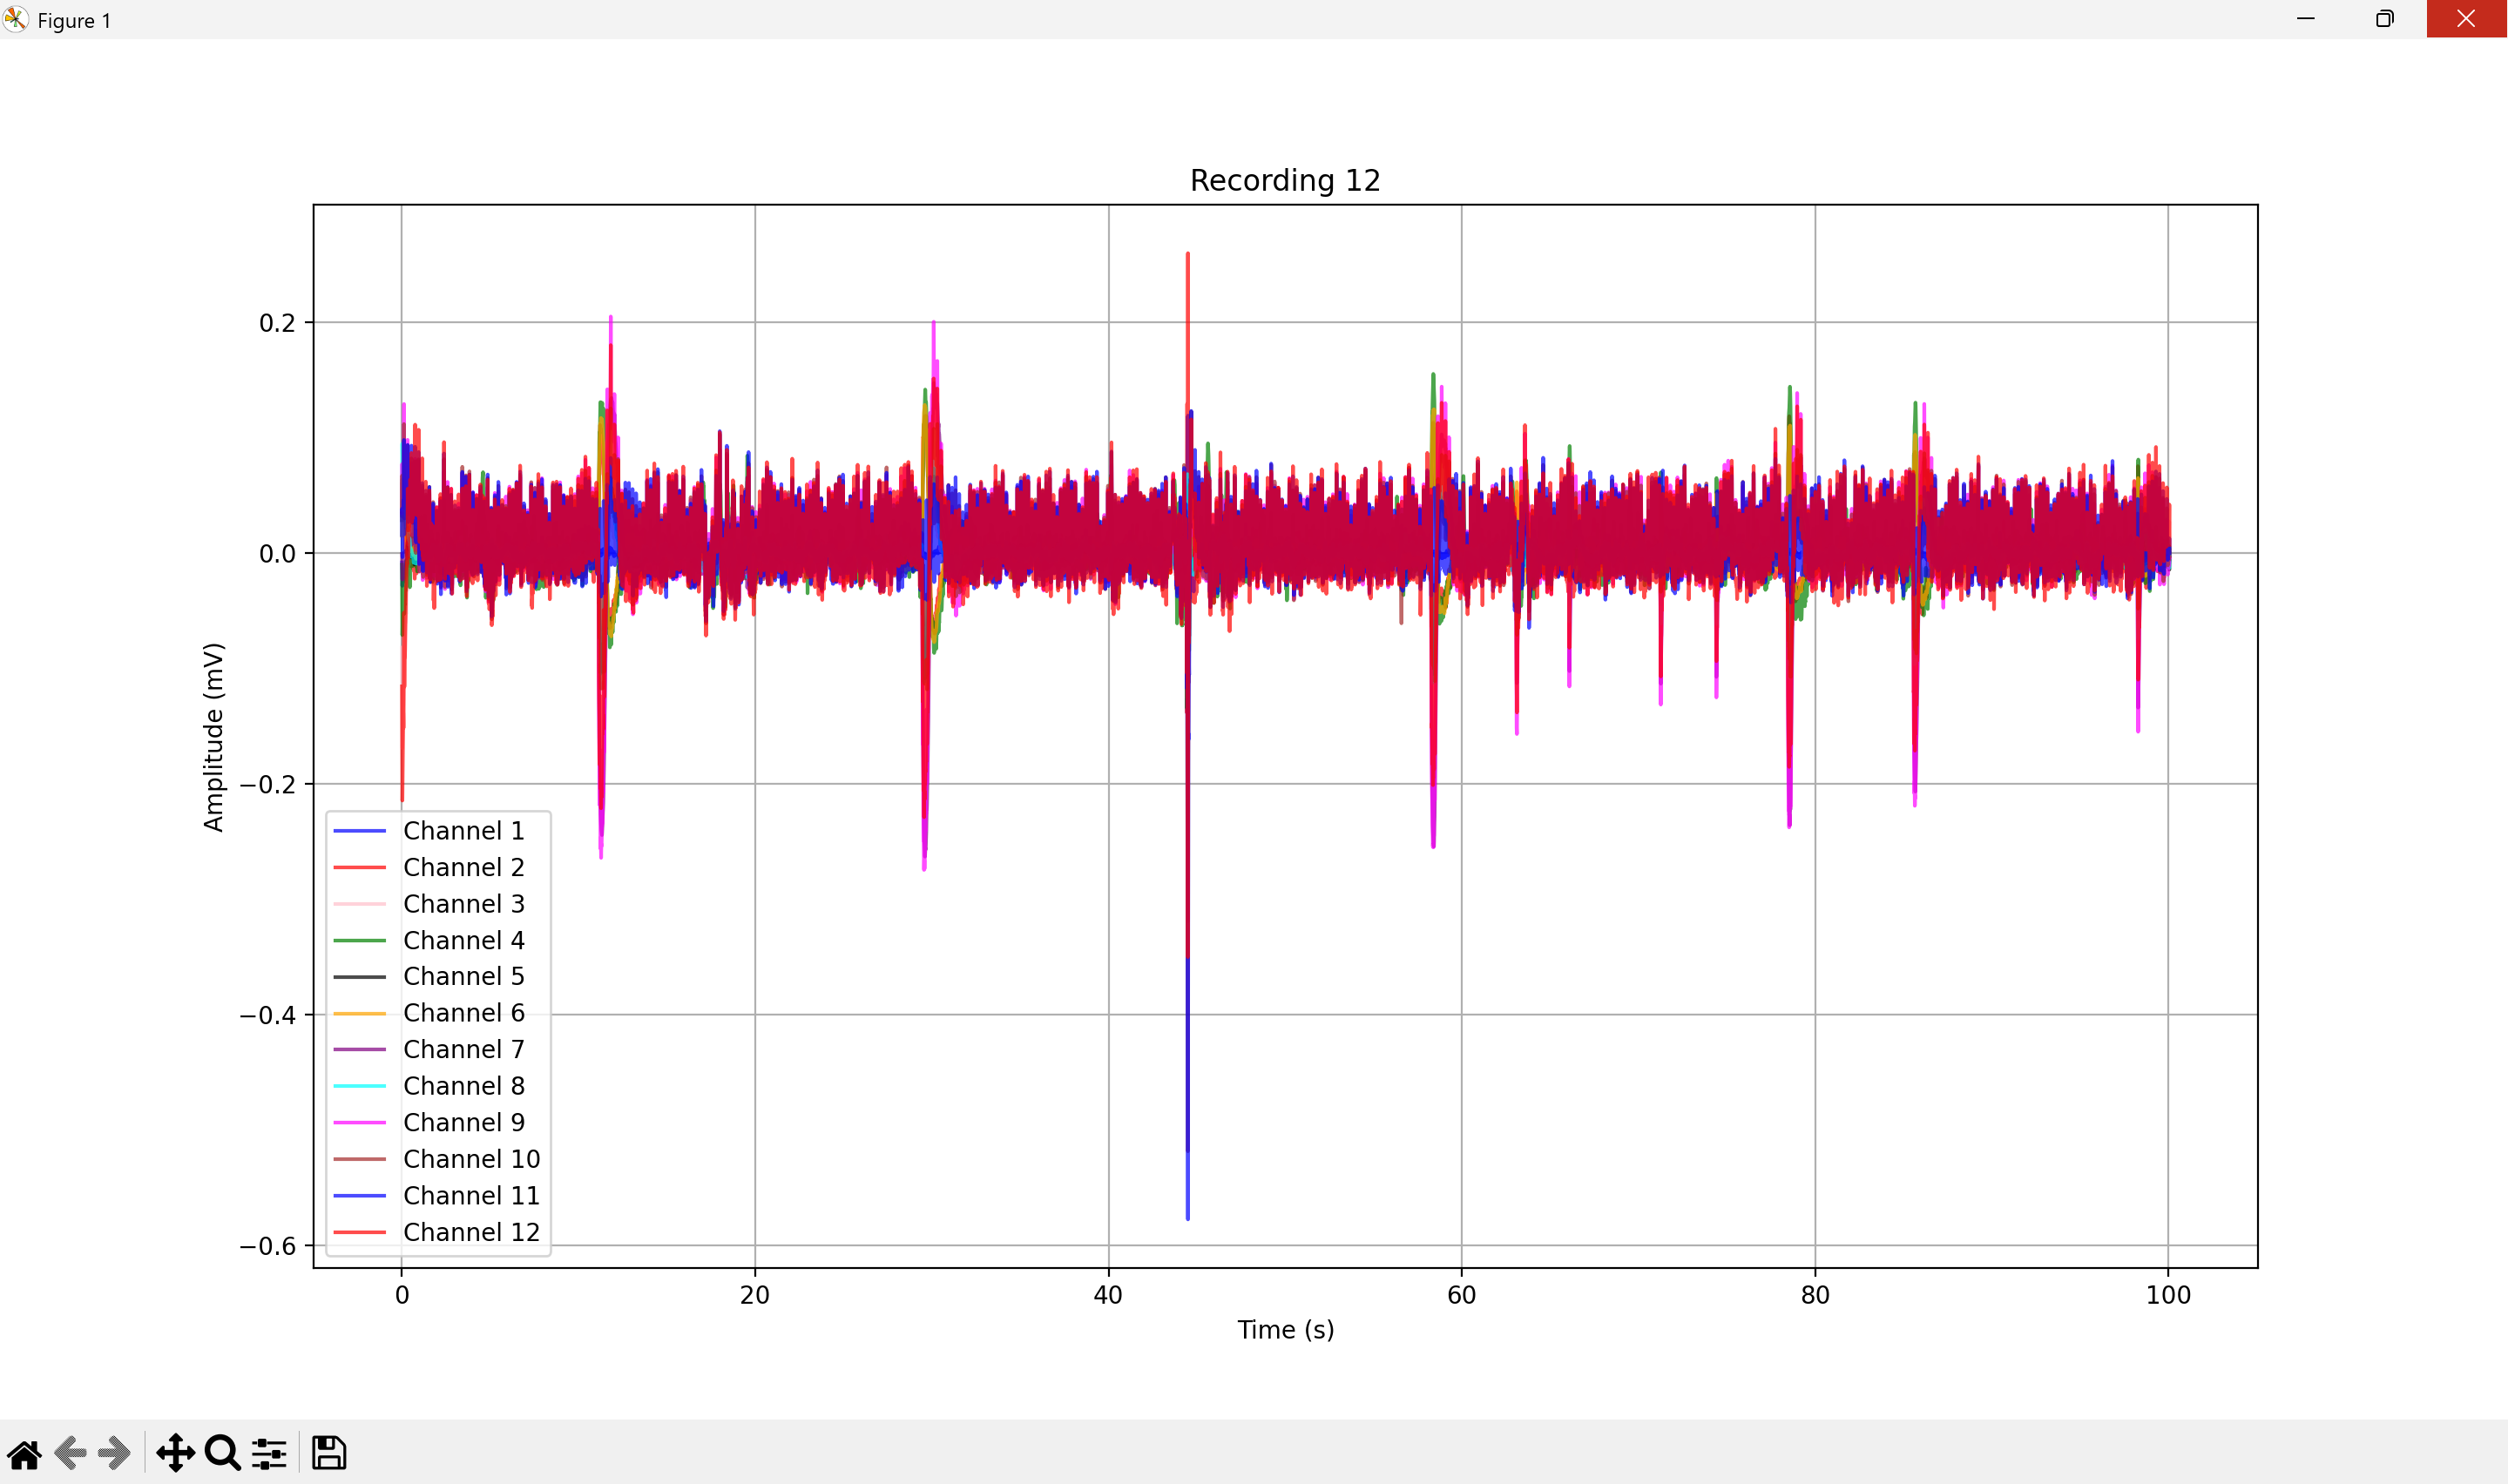 Figure 1
Recording 12
0.2
0.0
−0.2
−0.4
−0.6
Amplitude (mV)
Channel 1
Channel 2
Channel 3
Channel 4
Channel 5
Channel 6
Channel 7
Channel 8
Channel 9
Channel 10
Channel 11
Channel 12
0 20 40 60 80 100
Time (s)